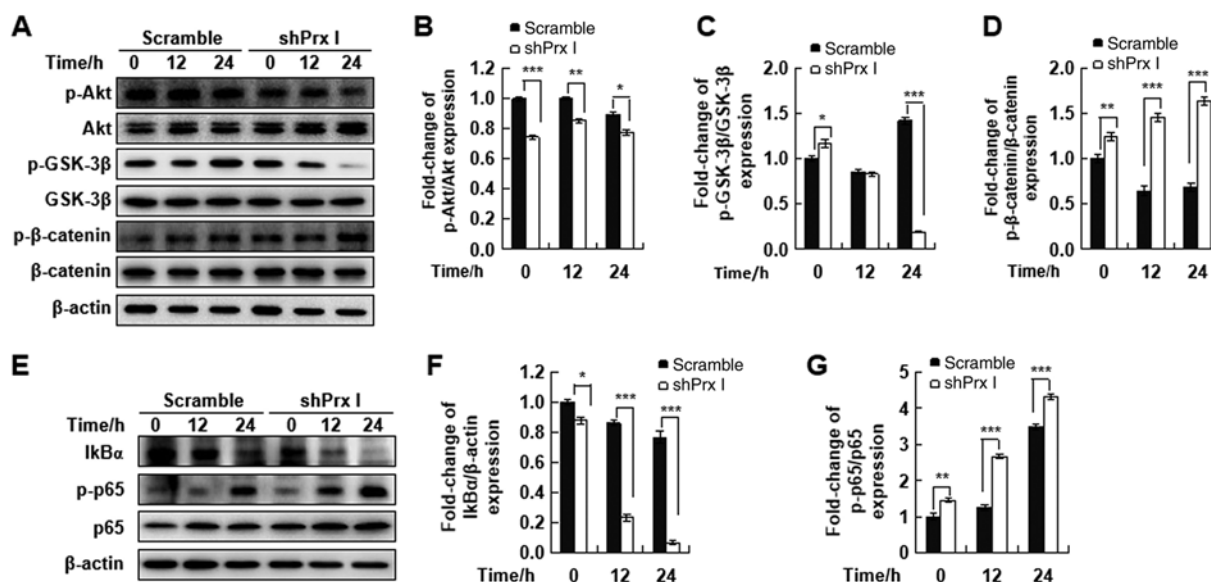 A
Scramble shPrx I
Time/h 0 12 24 0 12 24
p-Akt
Akt
p-GSK-3β
GSK-3β
p-β-catenin
β-catenin
β-actin
B
Scramble
shPrx I
Fold-change of
p-Akt/Akt expression
1.2
1.0
0.8
0.6
0.4
0.2
0.0
*** ** *
Time/h 0 12 24
C
Scramble
shPrx I
Fold-change of
p-GSK-3β/GSK-3β
expression
2.0
1.5
1.0
0.5
0.0
* ***
Time/h 0 12 24
D
Scramble
shPrx I
Fold-change of
p-β-catenin/β-catenin
expression
2.0
1.5
1.0
0.5
0.0
** *** ***
Time/h 0 12 24
E
Scramble shPrx I
Time/h 0 12 24 0 12 24
IkBα
p-p65
p65
β-actin
F
Scramble
shPrx I
Fold-change of
IkBα/β-actin
expression
1.2
1.0
0.8
0.6
0.4
0.2
0.0
* *** ***
Time/h 0 12 24
G
Scramble
shPrx I
Fold-change of
p-p65/p65
expression
5
4
3
2
1
0
** *** ***
Time/h 0 12 24